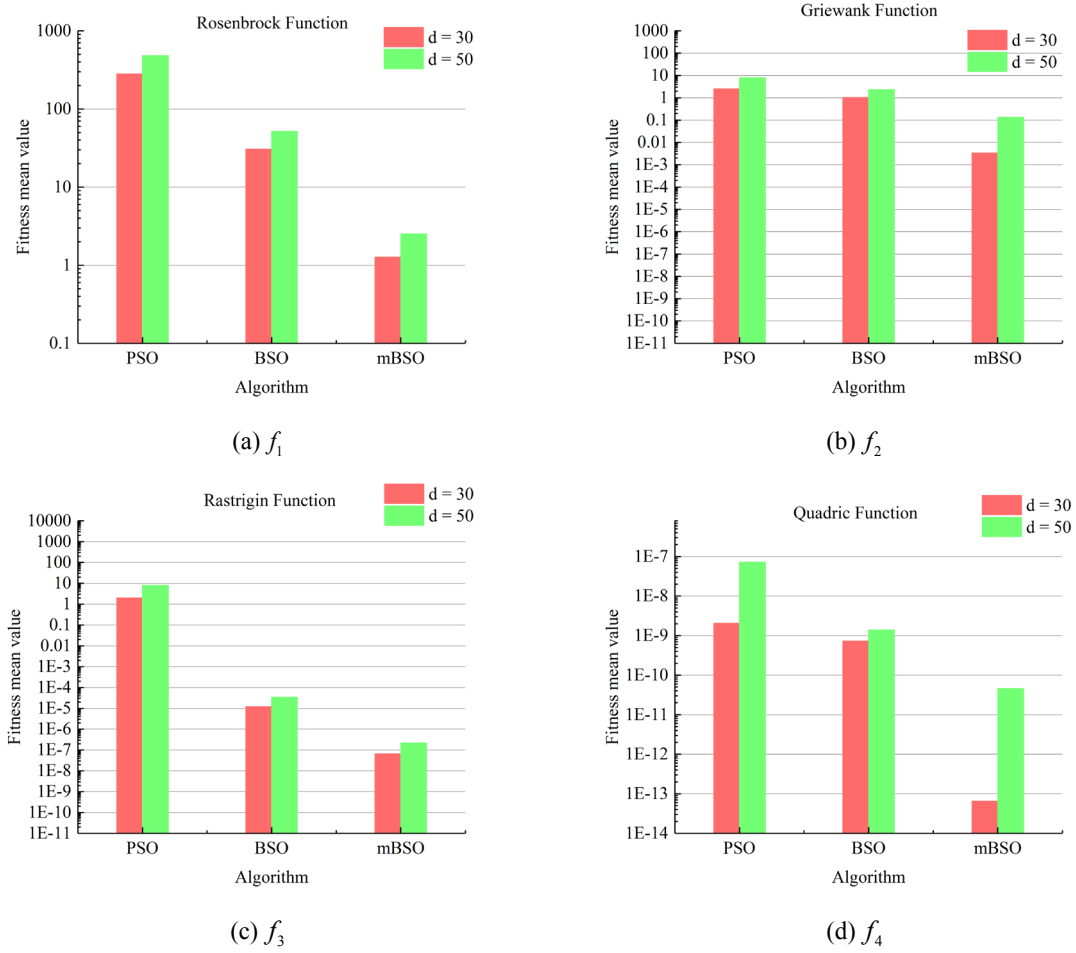 Rosenbrock Function
d = 30
d = 50
1000
100
10
1
0.1
Fitness mean value
PSO
BSO
mBSO
Algorithm
(a) f1
Griewank Function
d = 30
d = 50
1000
100
10
1
0.1
0.01
1E-3
1E-4
1E-5
1E-6
1E-7
1E-8
1E-9
1E-10
1E-11
Fitness mean value
PSO
BSO
mBSO
Algorithm
(b) f2
Rastrigin Function
d = 30
d = 50
10000
1000
100
10
1
0.1
0.01
1E-3
1E-4
1E-5
1E-6
1E-7
1E-8
1E-9
1E-10
1E-11
Fitness mean value
PSO
BSO
mBSO
Algorithm
(c) f3
Quadric Function
d = 30
d = 50
1E-7
1E-8
1E-9
1E-10
1E-11
1E-12
1E-13
1E-14
Fitness mean value
PSO
BSO
mBSO
Algorithm
(d) f4